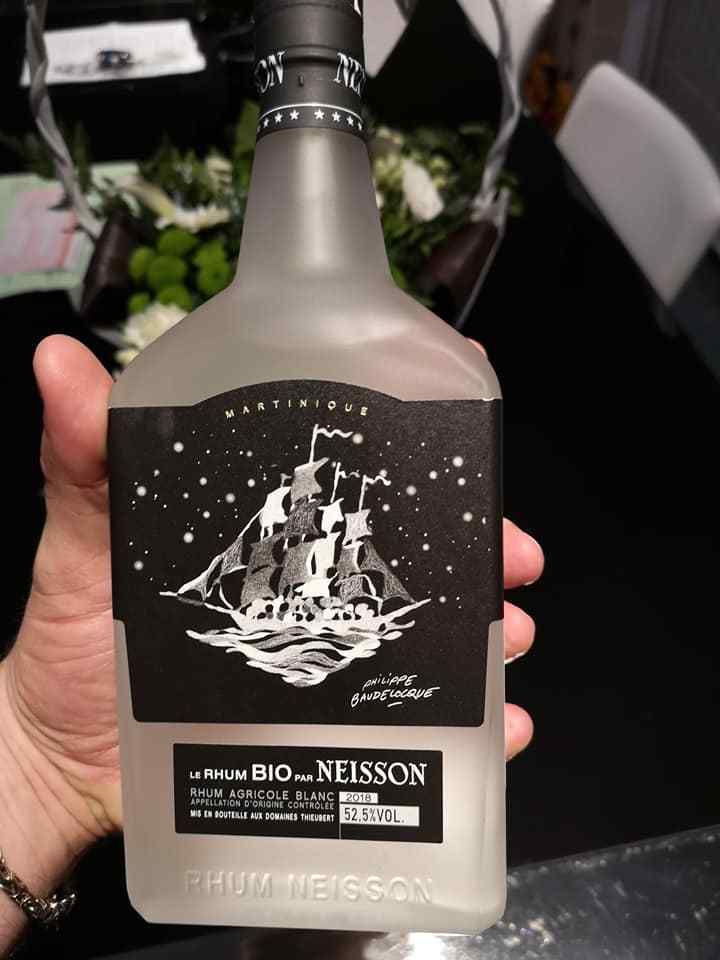 NEISSON
★★★★ ★★★
MARTINIQUE
PHILIPPE
BAUDELOCQUE
LE RHUM BIO PAR NEISSON
RHUM AGRICOLE BLANC 2018
APPELLATION D'ORIGINE CONTRÔLÉE
MIS EN BOUTEILLE AUX DOMAINES THIEUBERT 52,5%VOL.
RHUM NEISSON